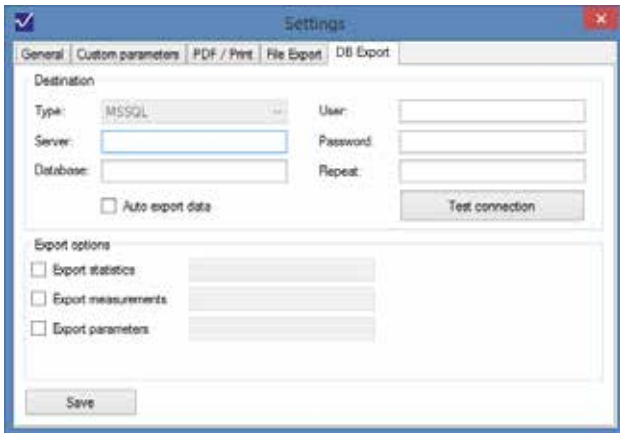 Settings
General Custom parameters PDF / Print File Export DB Export
Destination
Type: MSSQL User:
Server: Password:
Database: Repeat:
Auto export data Test connection
Export options
Export statistics
Export measurements
Export parameters
Save